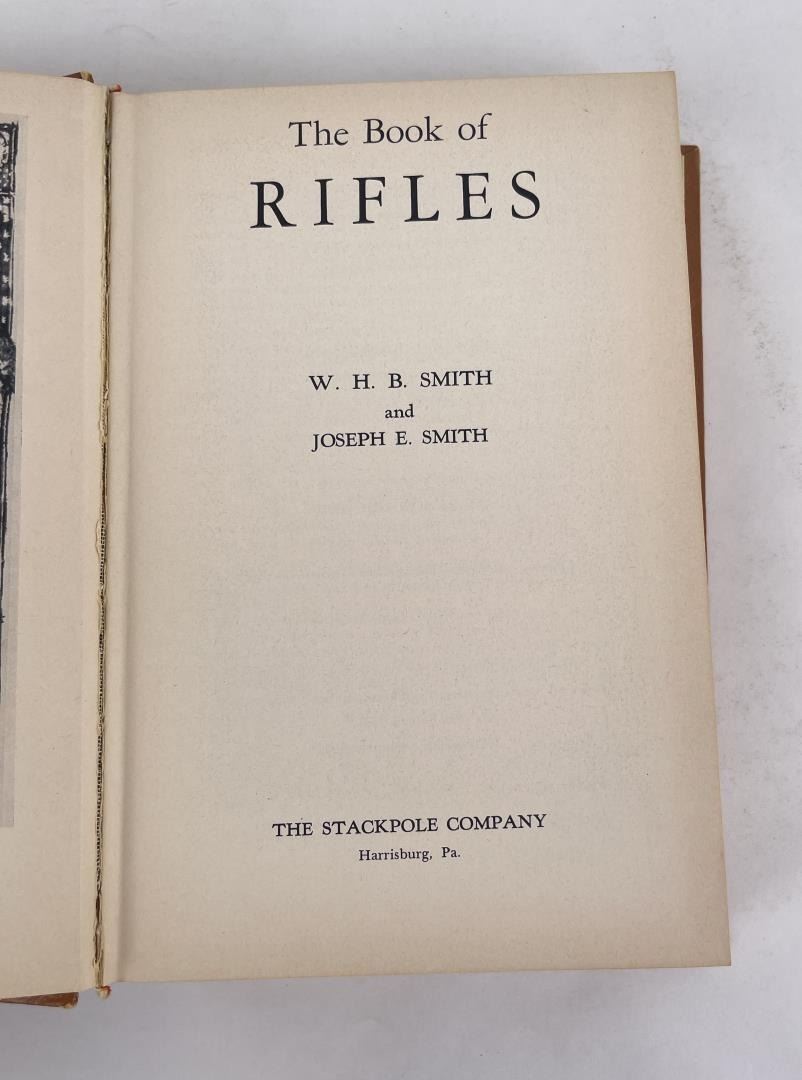 The Book of
RIFLES
W. H. B. SMITH
and
JOSEPH E. SMITH
THE STACKPOLE COMPANY
Harrisburg, Pa.